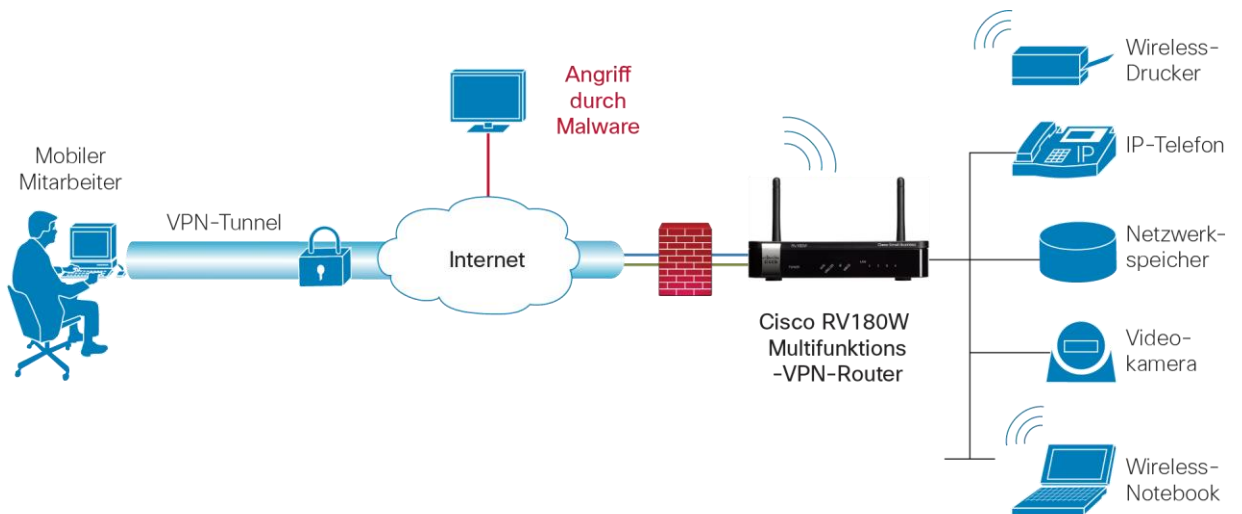 Mobiler
Mitarbeiter
VPN-Tunnel
Internet
Angriff
durch
Malware
Cisco RV180W
Multifunktions
-VPN-Router
Wireless-
Drucker
IP
IP-Telefon
Netzwerk-
speicher
Video-
kamera
Wireless-
Notebook